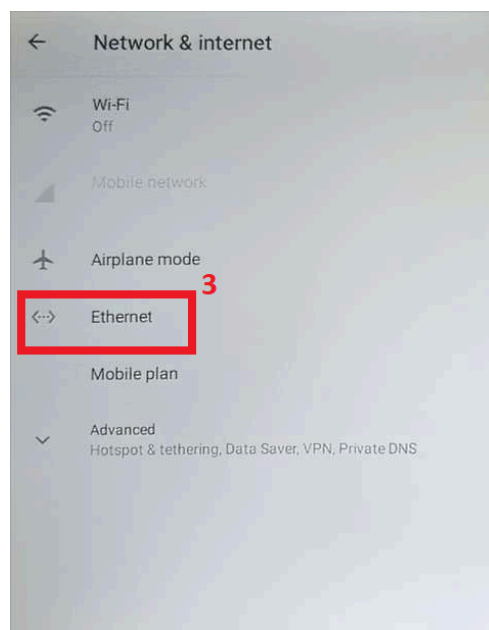 Network & internet
Wi-Fi
Off
Mobile network
Airplane mode
3
Ethernet
Mobile plan
Advanced
Hotspot & tethering, Data Saver, VPN, Private DNS